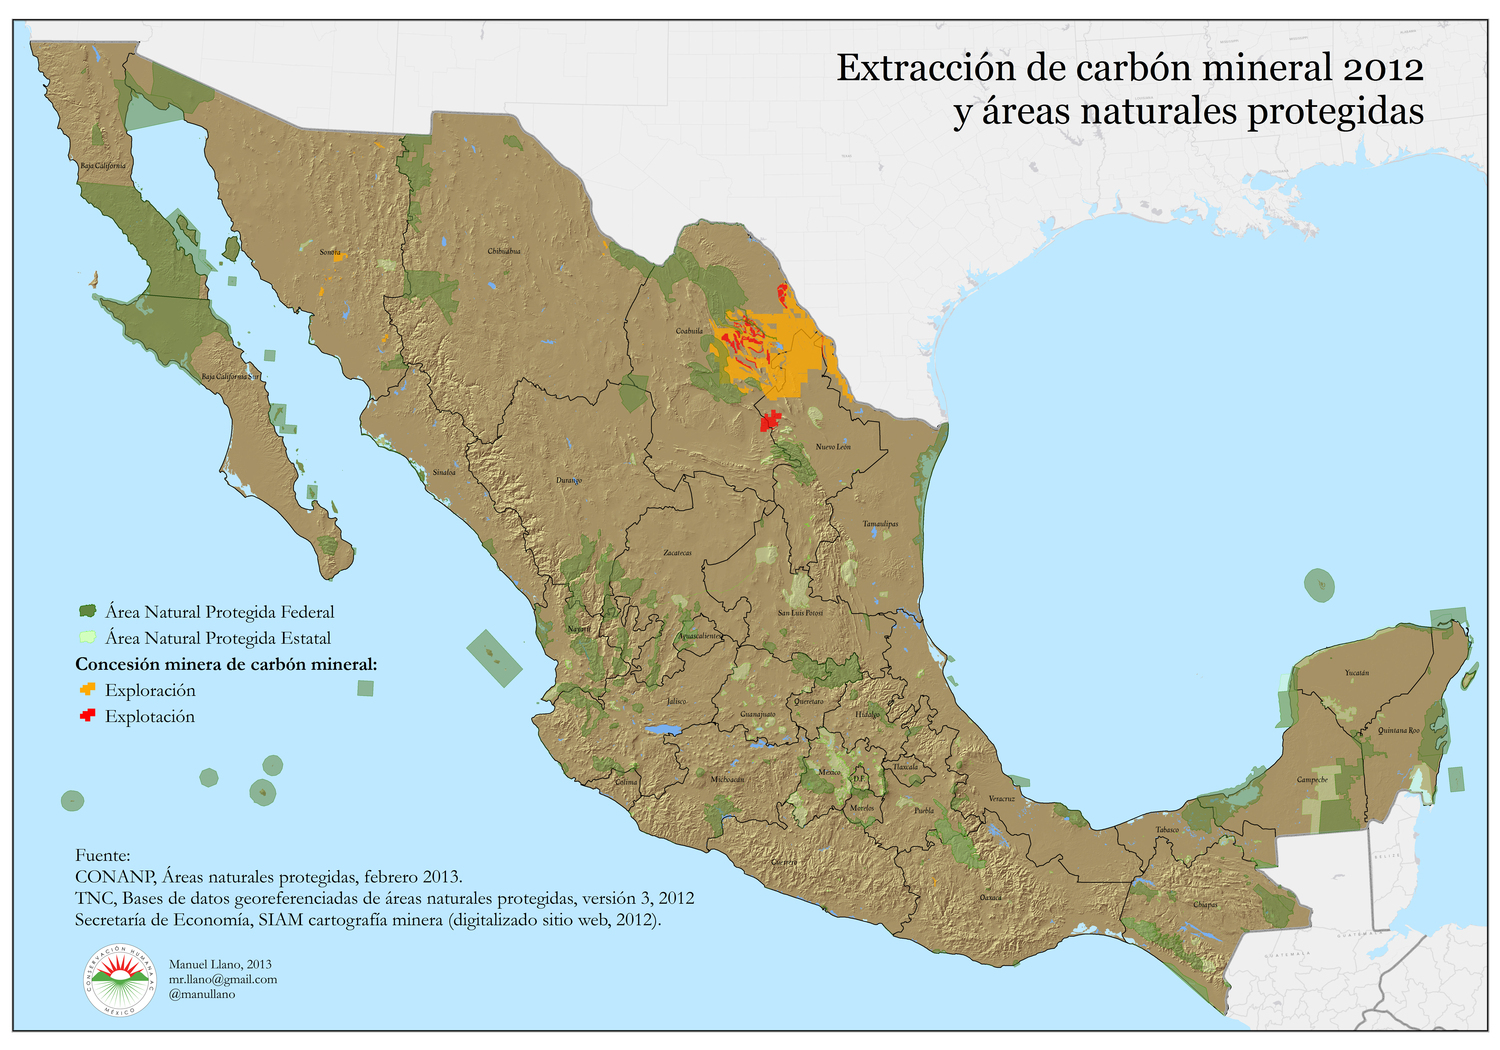 Extracción de carbón mineral 2012
y áreas naturales protegidas
Baja California
Sonora
Chihuahua
Coahuila
Baja California Sur
Nuevo León
Sinaloa
Durango
Tamaulipas
Zacatecas
San Luis Potosí
Nayarit
Aguascalientes
Yucatán
Jalisco
Guanajuato
Querétaro
Hidalgo
Quintana Roo
Colima
Michoacán
México
D.F.
Tlaxcala
Campeche
Morelos
Puebla
Veracruz
Tabasco
Guerrero
Oaxaca
Chiapas
BELIZE
GUATEMALA
GUATEMALA
Área Natural Protegida Federal
Área Natural Protegida Estatal
Concesión minera de carbón mineral:
Exploración
Explotación
Fuente:
CONANP, Áreas naturales protegidas, febrero 2013.
TNC, Bases de datos georeferenciadas de áreas naturales protegidas, versión 3, 2012
Secretaría de Economía, SIAM cartografía minera (digitalizado sitio web, 2012).
CONSERVACIÓN HUMANA AC
MÉXICO
Manuel Llano, 2013
mr.llano@gmail.com
@manullano